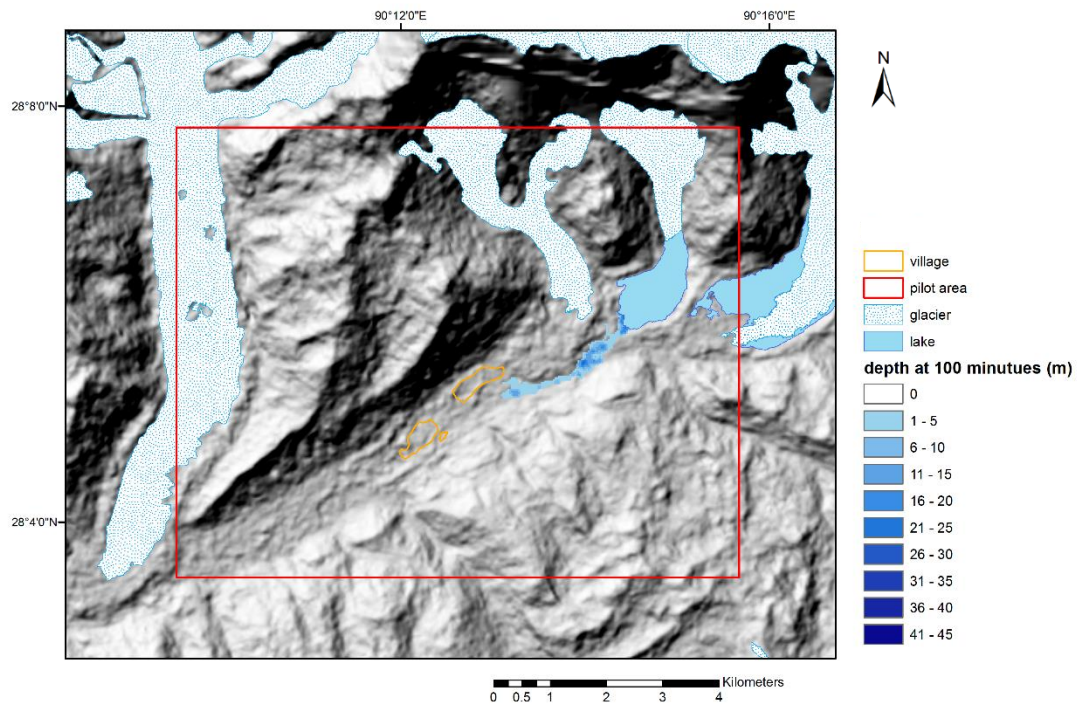 90°12'0"E
90°16'0"E
N
28°8'0"N
28°4'0"N
village
pilot area
glacier
lake
depth at 100 minutues (m)
0
1 - 5
6 - 10
11 - 15
16 - 20
21 - 25
26 - 30
31 - 35
36 - 40
41 - 45
Kilometers
0 0.5 1 2 3 4